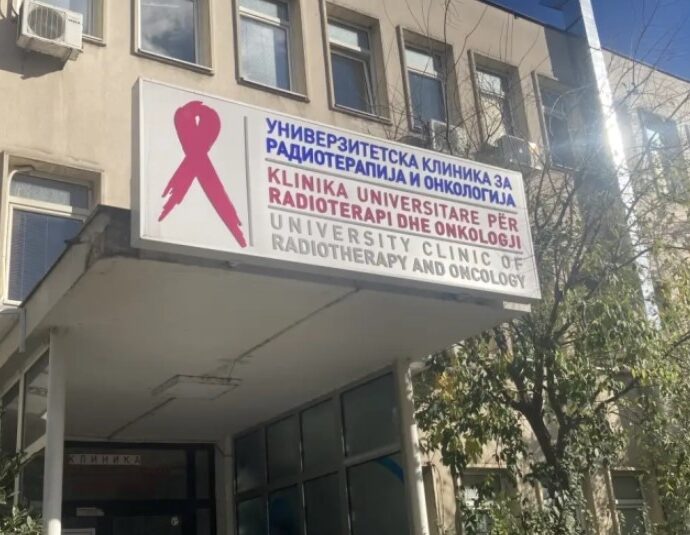 УНИВЕРЗИТЕТСКА КЛИНИКА ЗА
РАДИОТЕРАПИЈА И ОНКОЛОГИЈА
KLINIKA UNIVERSITARE PËR
RADIOTERAPI DHE ONKOLOGJI
UNIVERSITY CLINIC OF
RADIOTHERAPY AND ONCOLOGY
КЛИНИКА